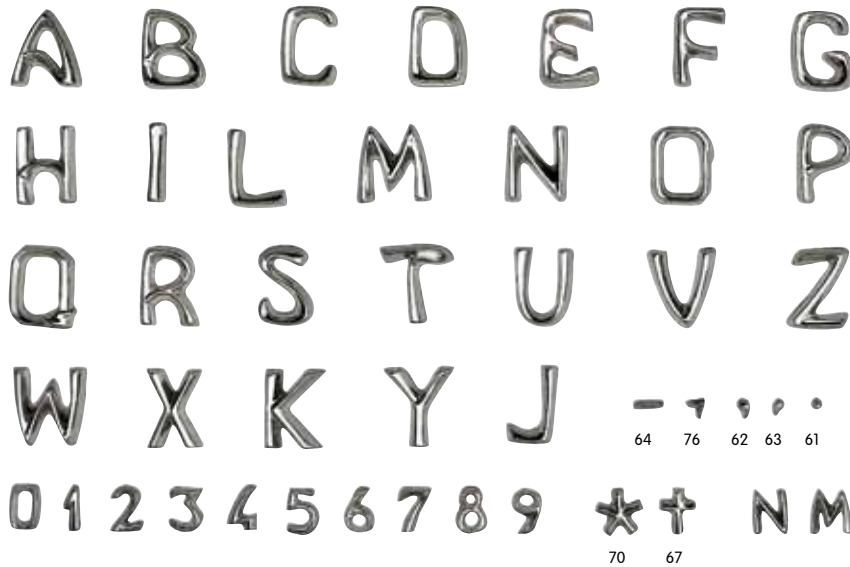 A B C D E F G
H I L M N O P
Q R S T U V Z
W X K Y J - ¬ , ‚ .
64 76 62 63 61
0 1 2 3 4 5 6 7 8 9 * † N M
70 67